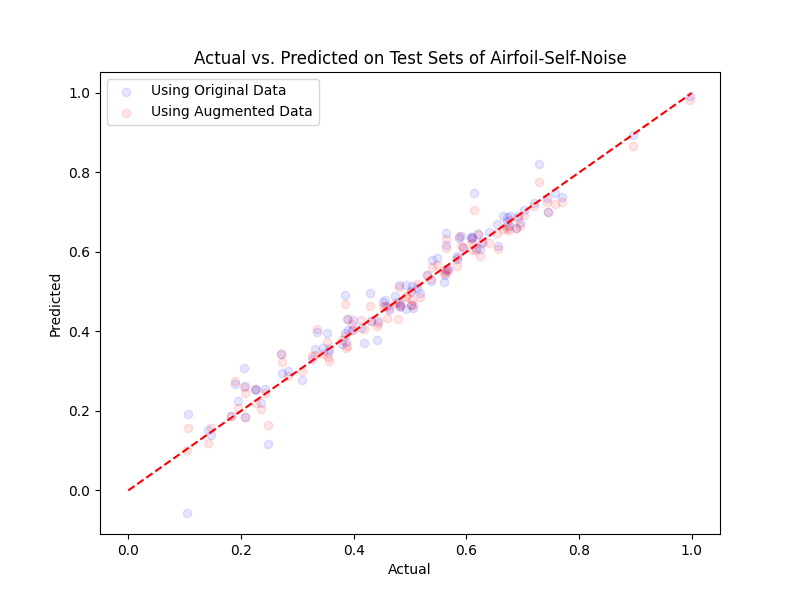 Actual vs. Predicted on Test Sets of Airfoil-Self-Noise
Using Original Data
Using Augmented Data
1.0
0.8
0.6
0.4
0.2
0.0
Predicted
0.0 0.2 0.4 0.6 0.8 1.0
Actual